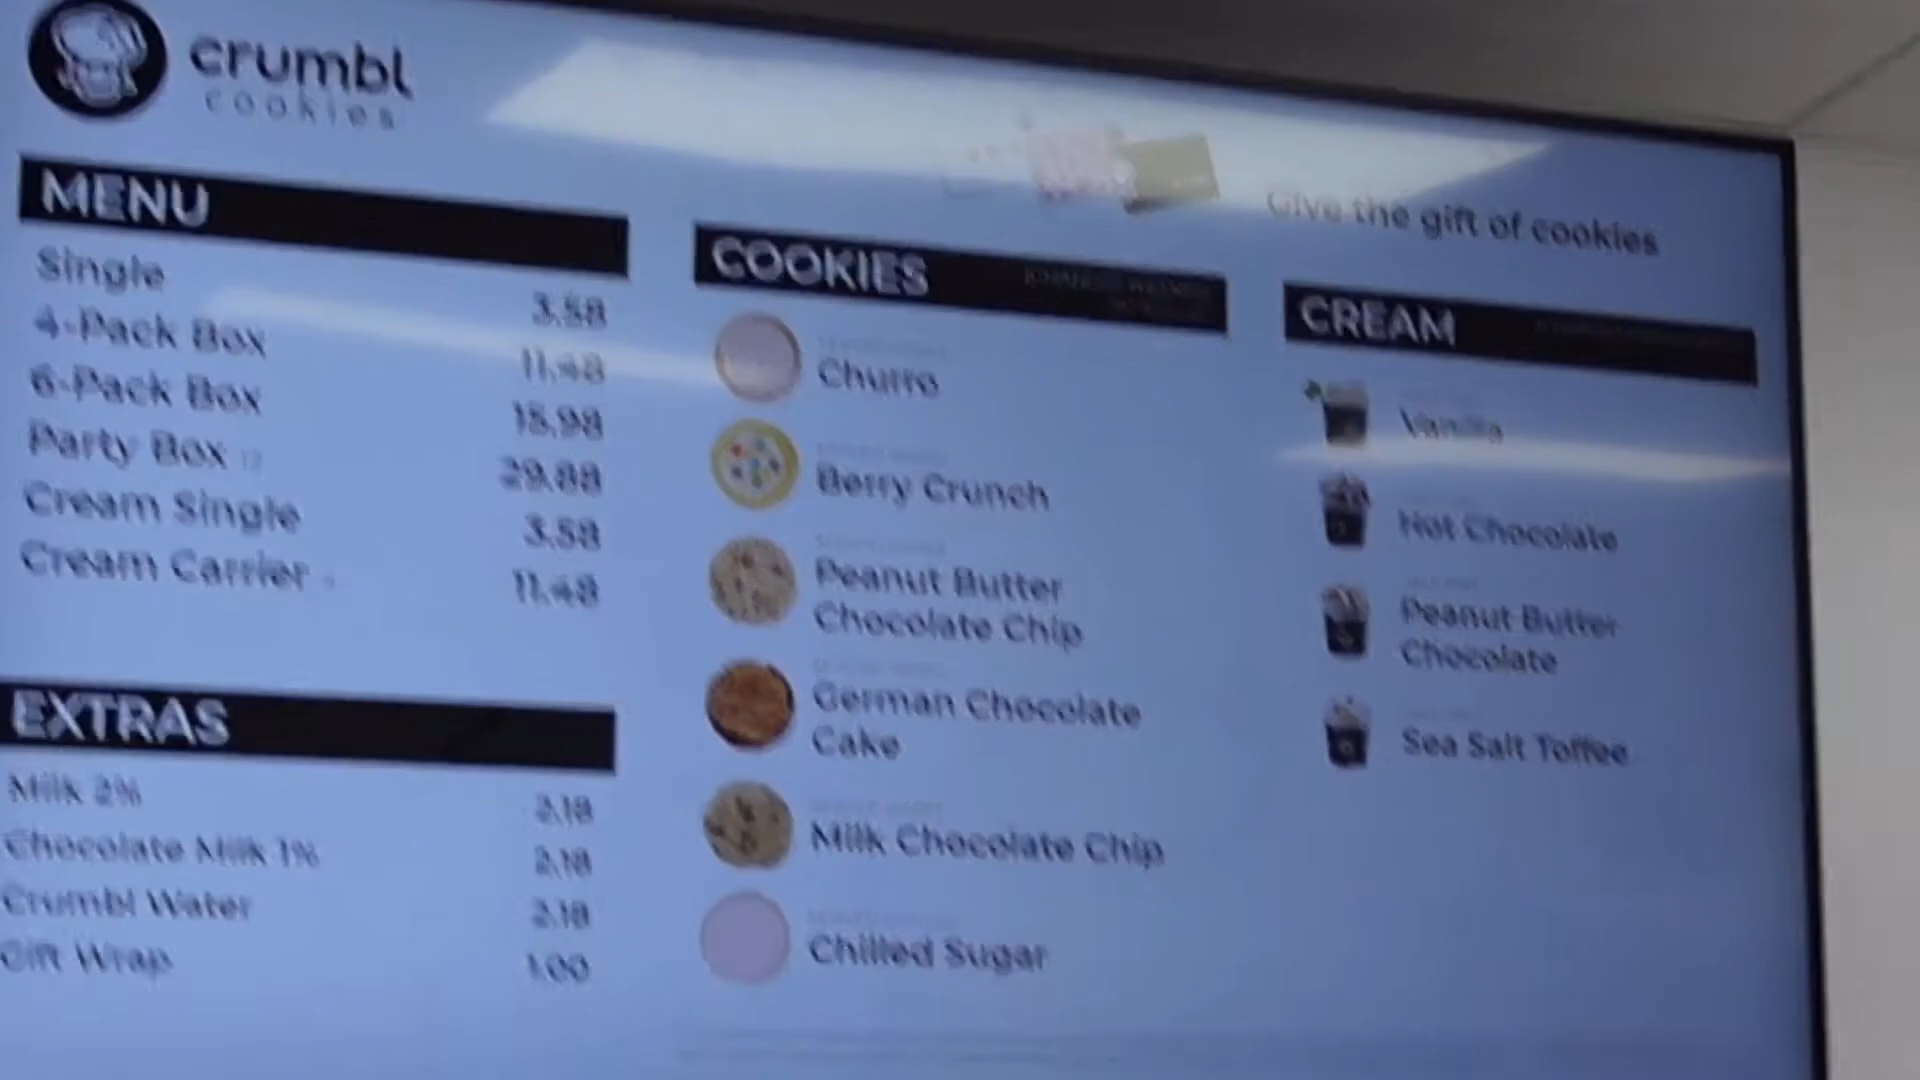 crumbl
cookies
Give the gift of cookies
MENU
Single 3.58
4-Pack Box 11.48
6-Pack Box 15.98
Party Box 29.88
Cream Single 3.58
Cream Carrier 11.48
EXTRAS
Milk 2% 2.18
Chocolate Milk 1% 2.18
Crumbl Water 2.18
Gift Wrap 1.00
COOKIES
Churro
Berry Crunch
Peanut Butter
Chocolate Chip
German Chocolate
Cake
Milk Chocolate Chip
Chilled Sugar
CREAM
Vanilla
Hot Chocolate
Peanut Butter
Chocolate
Sea Salt Toffee